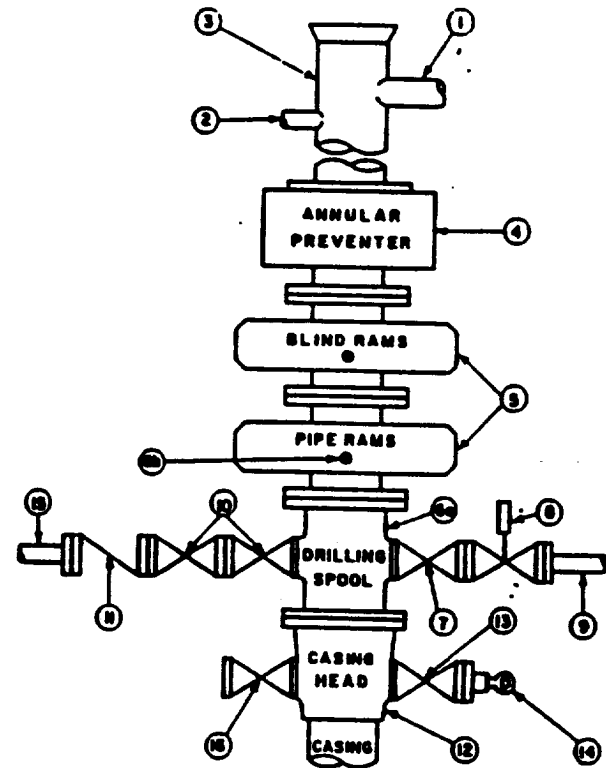 3
1
2
ANNULAR
PREVENTER
4
BLIND RAMS
5
PIPE RAMS
10
6a
8
15
DRILLING
SPOOL
11
7
13
9
CASING
HEAD
16
12
14
CASING